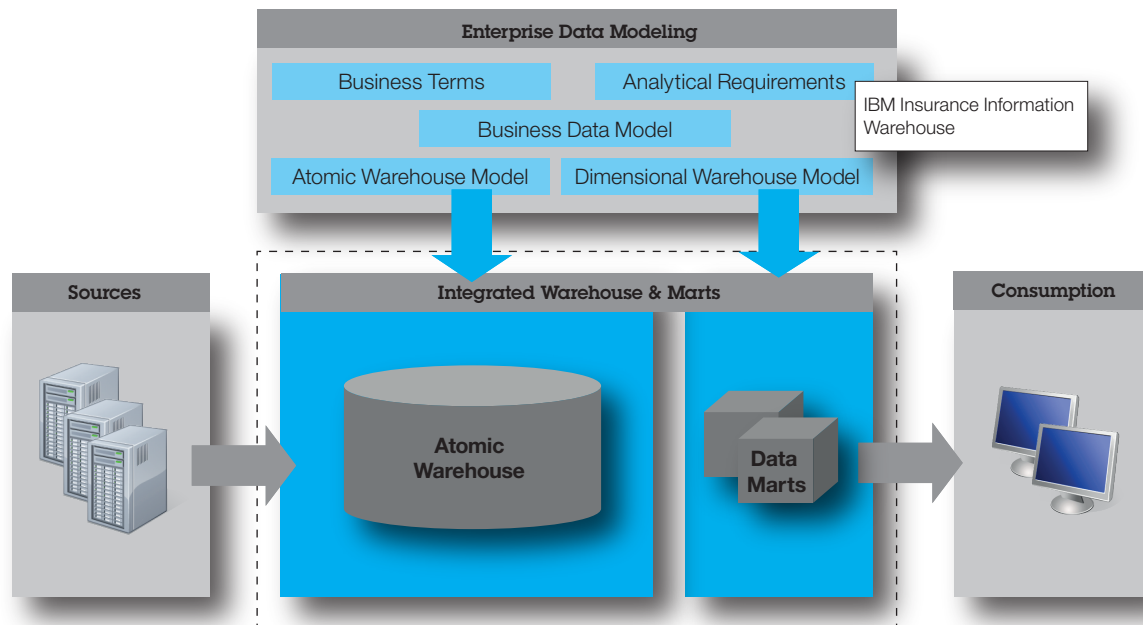 Enterprise Data Modeling
Business Terms
Analytical Requirements
IBM Insurance Information
Warehouse
Business Data Model
Atomic Warehouse Model
Dimensional Warehouse Model
Sources
Integrated Warehouse & Marts
Consumption
Atomic
Warehouse
Data
Marts